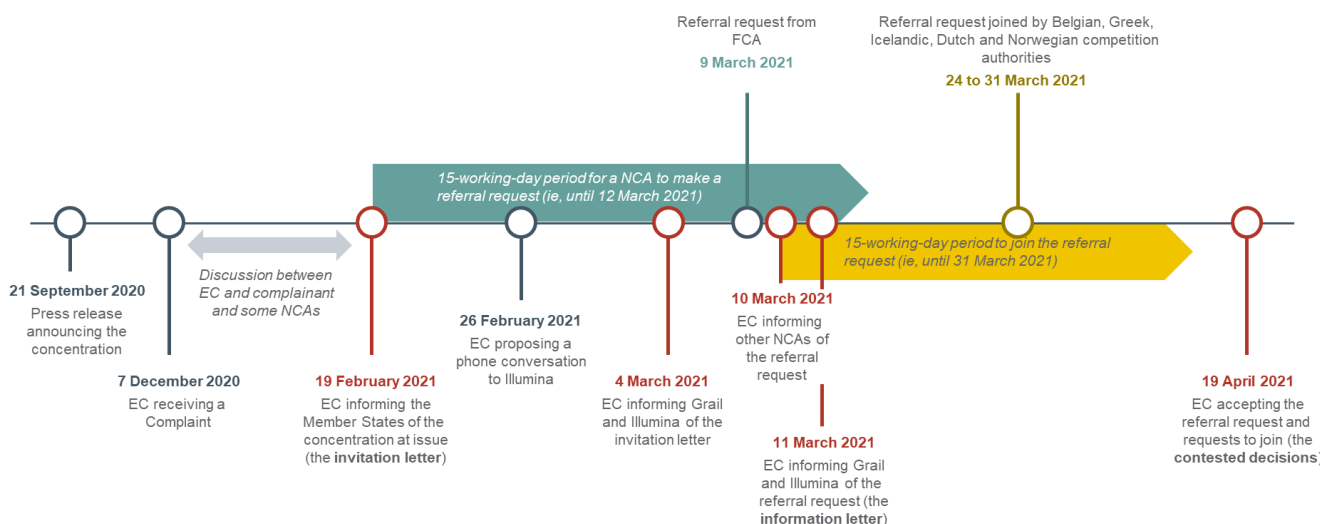 Referral request from
FCA
9 March 2021
Referral request joined by Belgian, Greek,
Icelandic, Dutch and Norwegian competition
authorities
24 to 31 March 2021
15-working-day period for a NCA to make a
referral request (ie, until 12 March 2021)
15-working-day period to join the referral
request (ie, until 31 March 2021)
Discussion between
EC and complainant
and some NCAs
21 September 2020
Press release
announcing the
concentration
7 December 2020
EC receiving a
Complaint
19 February 2021
EC informing the
Member States of the
concentration at issue
(the invitation letter)
26 February 2021
EC proposing a
phone conversation
to Illumina
4 March 2021
EC informing Grail
and Illumina of the
invitation letter
10 March 2021
EC informing
other NCAs of
the referral
request
11 March 2021
EC informing Grail
and Illumina of the
referral request (the
information letter)
19 April 2021
EC accepting the
referral request and
requests to join (the
contested decisions)